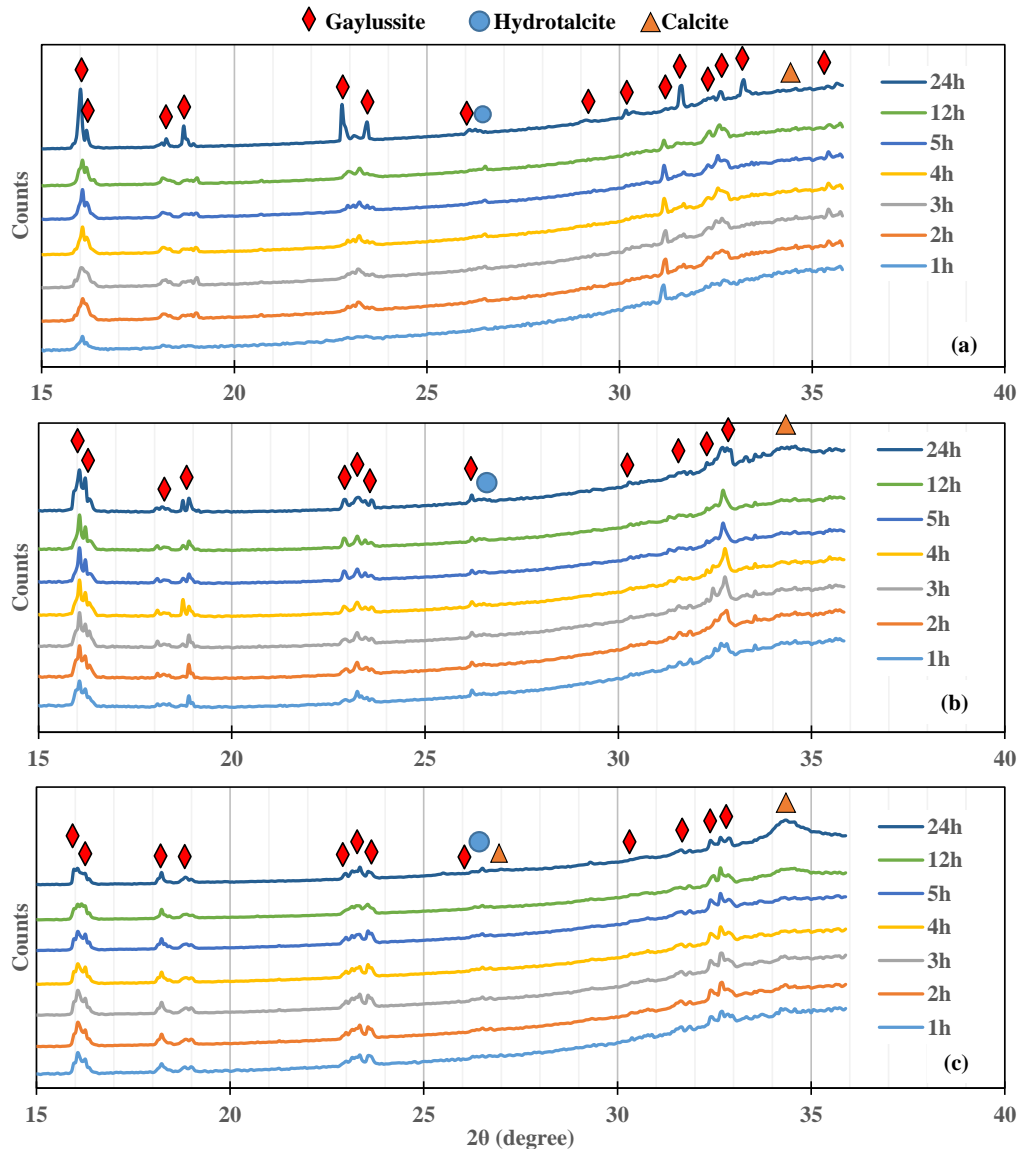 Gaylussite Hydrotalcite Calcite
24h
12h
5h
4h
3h
2h
1h
Counts
(a)
15 20 25 30 35 40
24h
12h
5h
4h
3h
2h
1h
Counts
(b)
15 20 25 30 35 40
24h
12h
5h
4h
3h
2h
1h
Counts
(c)
15 20 25 30 35 40
2θ (degree)